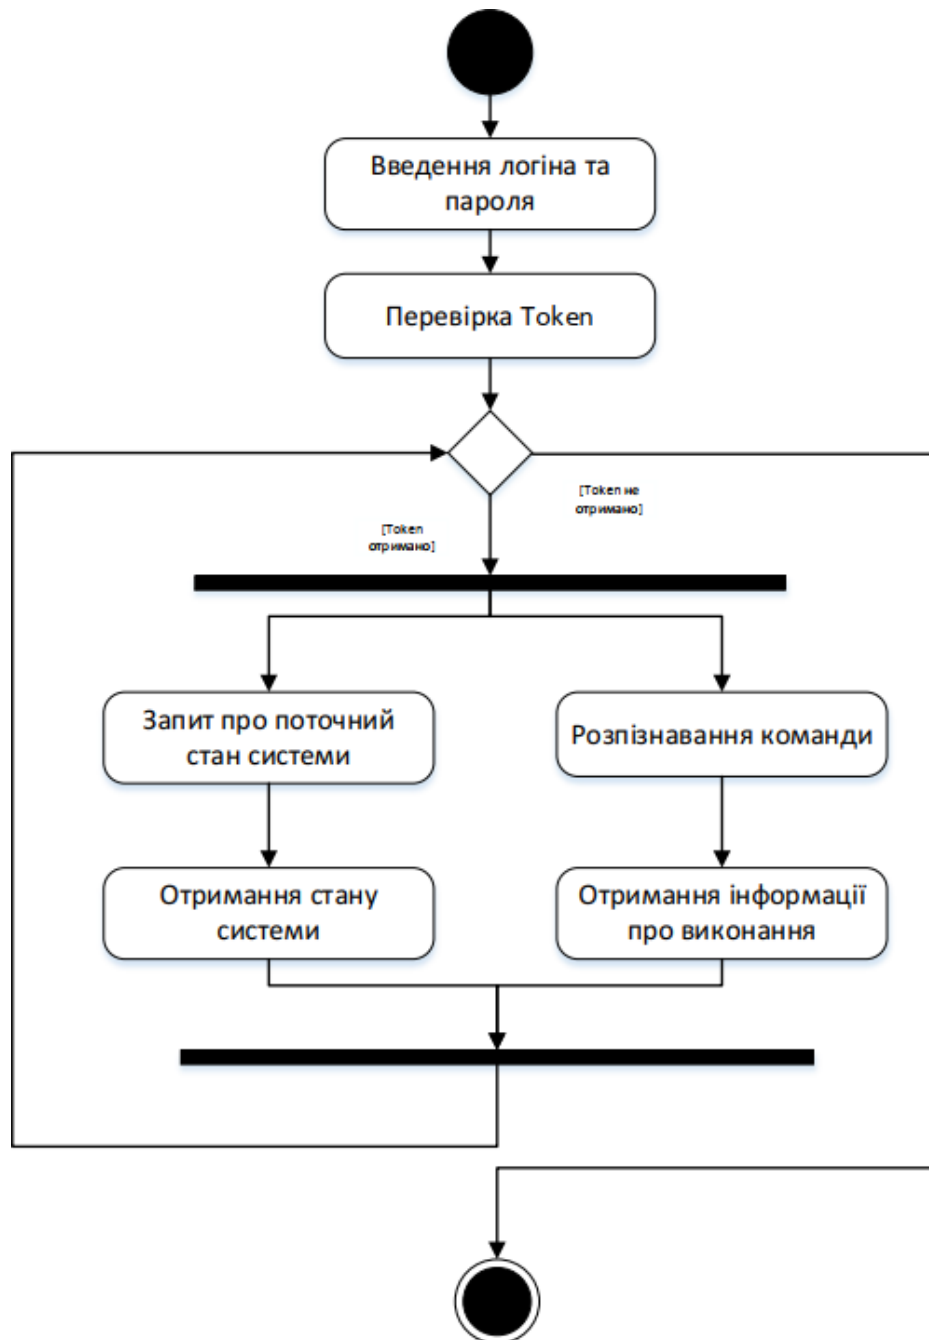 Введення логіна та
пароля
Перевірка Token
[Token не
отримано]
[Token
отримано]
Запит про поточний
стан системи
Розпізнавання команди
Отримання стану
системи
Отримання інформації
про виконання